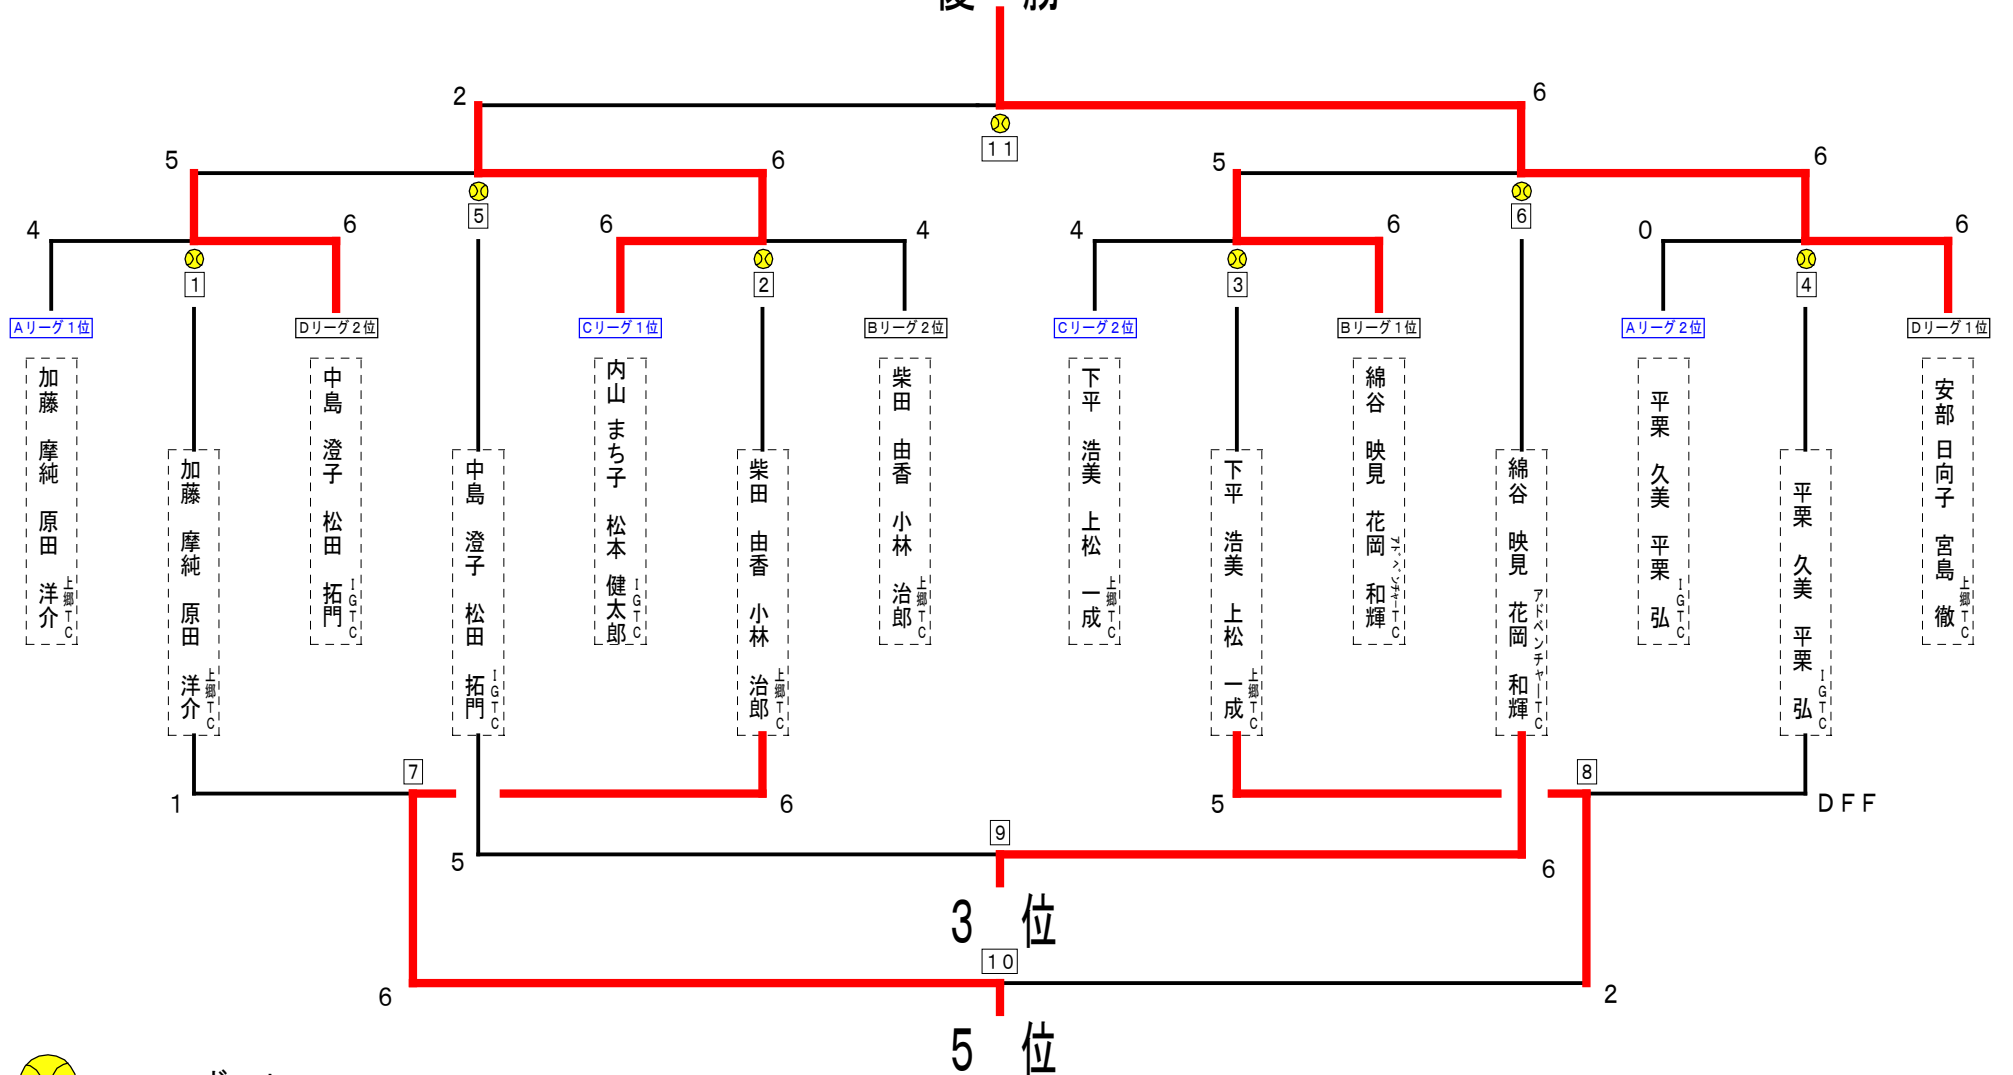 優 勝
2
6
11
5
6
5
6
5
6
4
6
6
4
4
6
0
6
1
2
3
4
Aリーグ1位
Dリーグ2位
Cリーグ1位
Bリーグ2位
Cリーグ2位
Bリーグ1位
Aリーグ2位
Dリーグ1位
加藤 摩純 原田 洋介 上郷TC
中島 澄子 松田 拓門 IGTC
内山 まち子 松本 健太郎 IGTC
柴田 由香 小林 治郎 上郷TC
下平 浩美 上松 一成 上郷TC
綿谷 映見 花岡 和輝 アドベンチャーTC
平栗 久美 平栗 弘 IGTC
安部 日向子 宮島 徹 上郷TC
加藤 摩純 原田 洋介 上郷TC
中島 澄子 松田 拓門 IGTC
柴田 由香 小林 治郎 上郷TC
下平 浩美 上松 一成 上郷TC
綿谷 映見 花岡 和輝 アドベンチャーTC
平栗 久美 平栗 弘 IGTC
7
8
1
6
5
DFF
9
5
6
3 位
10
6
2
5 位